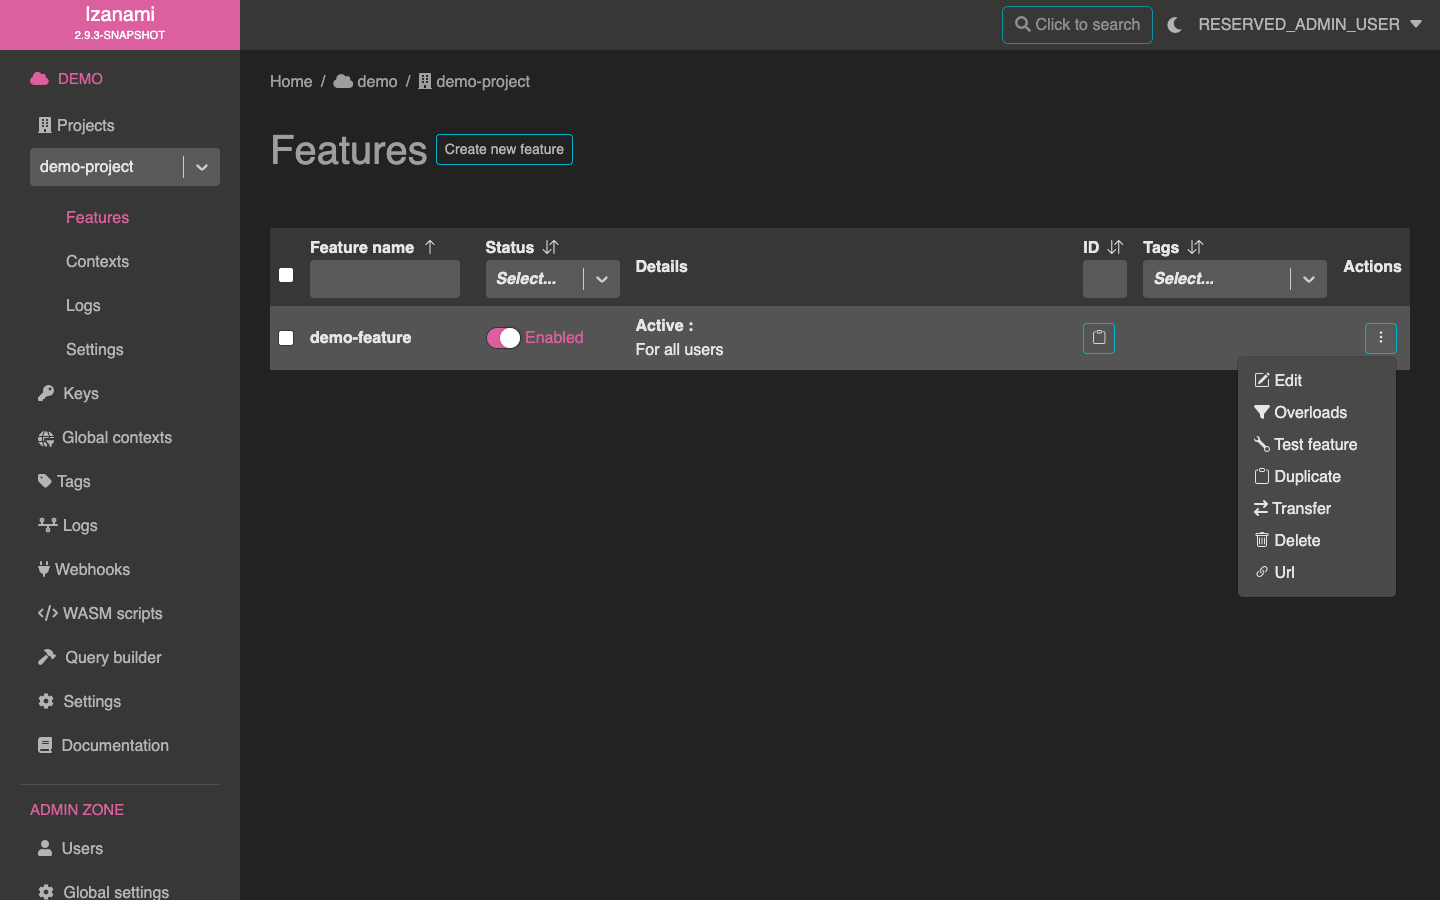 Izanami
2.9.3-SNAPSHOT
Click to search
RESERVED_ADMIN_USER
DEMO
Projects
demo-project
Features
Contexts
Logs
Settings
Keys
Global contexts
Tags
Logs
Webhooks
WASM scripts
Query builder
Settings
Documentation
ADMIN ZONE
Users
Global settings
Home / demo / demo-project
Features
Create new feature
Feature name
Status
Select...
Details
ID
Tags
Select...
Actions
demo-feature
Enabled
Active :
For all users
Edit
Overloads
Test feature
Duplicate
Transfer
Delete
Url